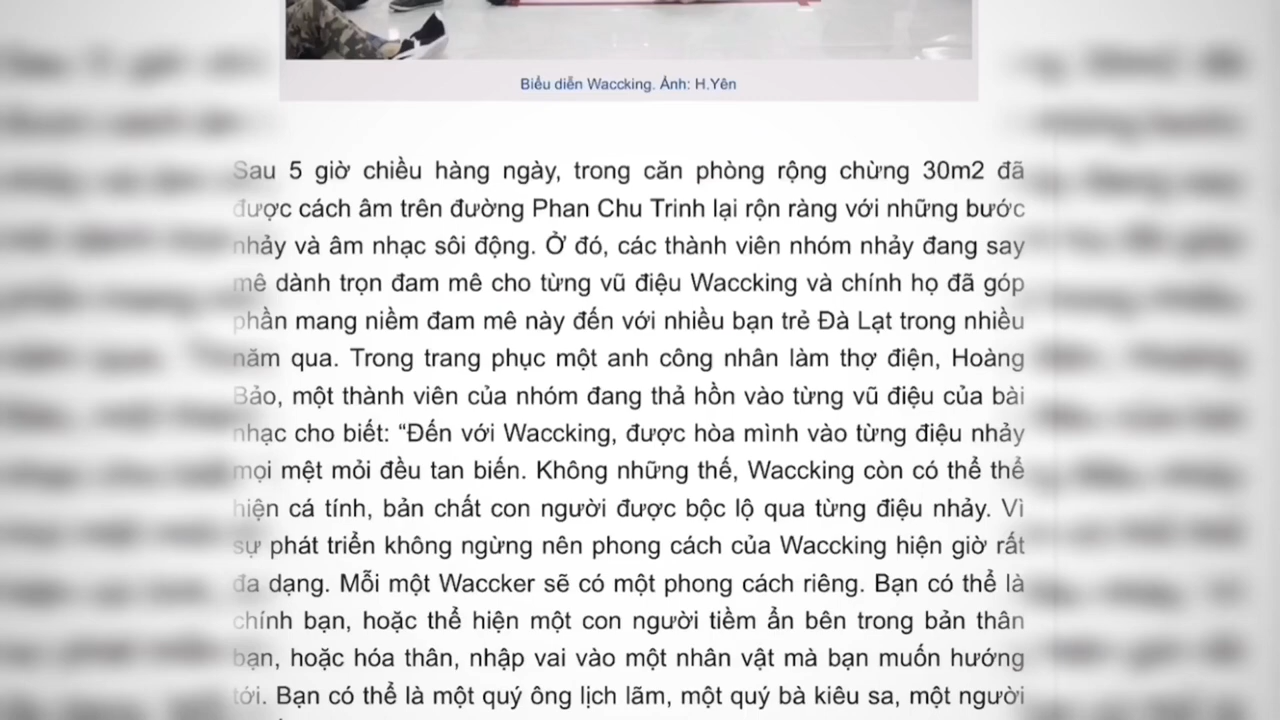 Biểu diễn Waccking. Ảnh: H.Yên
Sau 5 giờ chiều hàng ngày, trong căn phòng rộng chừng 30m2 đã
được cách âm trên đường Phan Chu Trinh lại rộn ràng với những bước
nhảy và âm nhạc sôi động. Ở đó, các thành viên nhóm nhảy đang say
mê dành trọn đam mê cho từng vũ điệu Waccking và chính họ đã góp
phần mang niềm đam mê này đến với nhiều bạn trẻ Đà Lạt trong nhiều
năm qua. Trong trang phục một anh công nhân làm thợ điện, Hoàng
Bảo, một thành viên của nhóm đang thả hồn vào từng vũ điệu của bài
nhạc cho biết: “Đến với Waccking, được hòa mình vào từng điệu nhảy
mọi mệt mỏi đều tan biến. Không những thế, Waccking còn có thể thể
hiện cá tính, bản chất con người được bộc lộ qua từng điệu nhảy. Vì
sự phát triển không ngừng nên phong cách của Waccking hiện giờ rất
đa dạng. Mỗi một Waccker sẽ có một phong cách riêng. Bạn có thể là
chính bạn, hoặc thể hiện một con người tiềm ẩn bên trong bản thân
bạn, hoặc hóa thân, nhập vai vào một nhân vật mà bạn muốn hướng
tới. Bạn có thể là một quý ông lịch lãm, một quý bà kiêu sa, một người